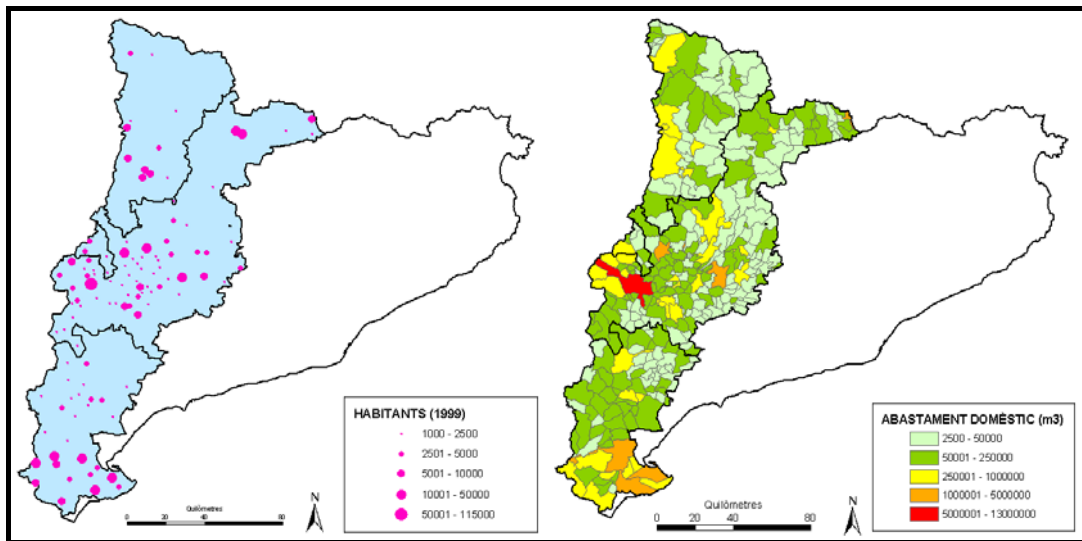 HABITANTS (1999)
1000 - 2500
2501 - 5000
5001 - 10000
10001 - 50000
50001 - 115000
Quilòmetres
0 20 40 80
N
ABASTAMENT DOMÈSTIC (m3)
2500 - 50000
50001 - 250000
250001 - 1000000
1000001 - 5000000
5000001 - 13000000
Quilòmetres
0 20 40 80
N